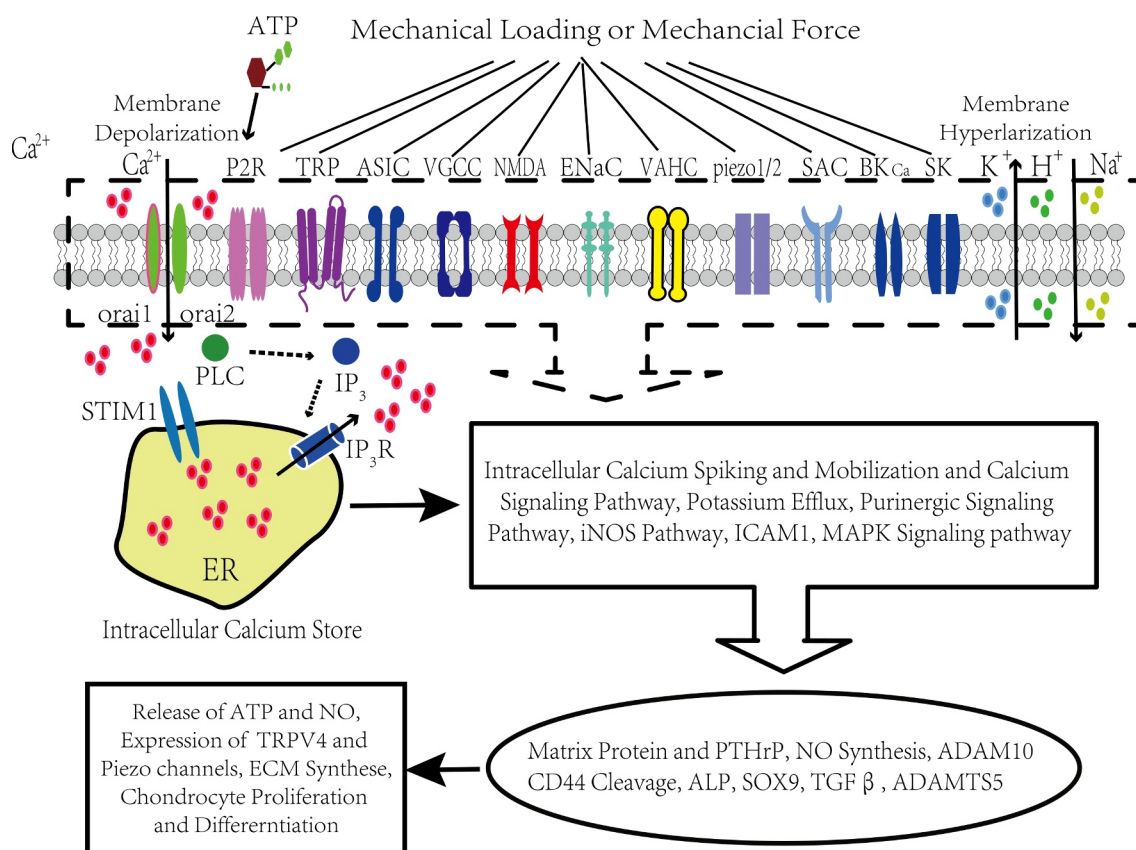 ATP
Mechanical Loading or Mechancial Force
Membrane
Depolarization
Membrane
Hyperlarization
Ca²⁺
Ca²⁺
P2R
TRP
ASIC
VGCC
NMDA
ENaC
VAHC
piezo1/2
SAC
BKCa
SK
K⁺
H⁺
Na⁺
orai1
orai2
PLC
IP₃
STIM1
IP₃R
ER
Intracellular Calcium Store
Intracellular Calcium Spiking and Mobilization and Calcium
Signaling Pathway, Potassium Efflux, Purinergic Signaling
Pathway, iNOS Pathway, ICAM1, MAPK Signaling pathway
Matrix Protein and PTHrP, NO Synthesis, ADAM10
CD44 Cleavage, ALP, SOX9, TGF β , ADAMTS5
Release of ATP and NO,
Expression of TRPV4 and
Piezo channels, ECM Synthese,
Chondrocyte Proliferation
and Differerntiation